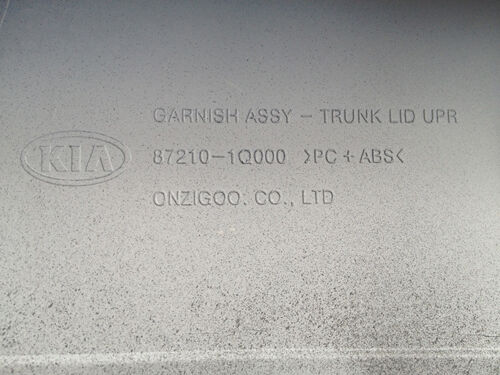 GARNISH ASSY - TRUNK LID UPR
KIA 87210-1Q000 >PC+ABS<
ONZIGOO. CO., LTD